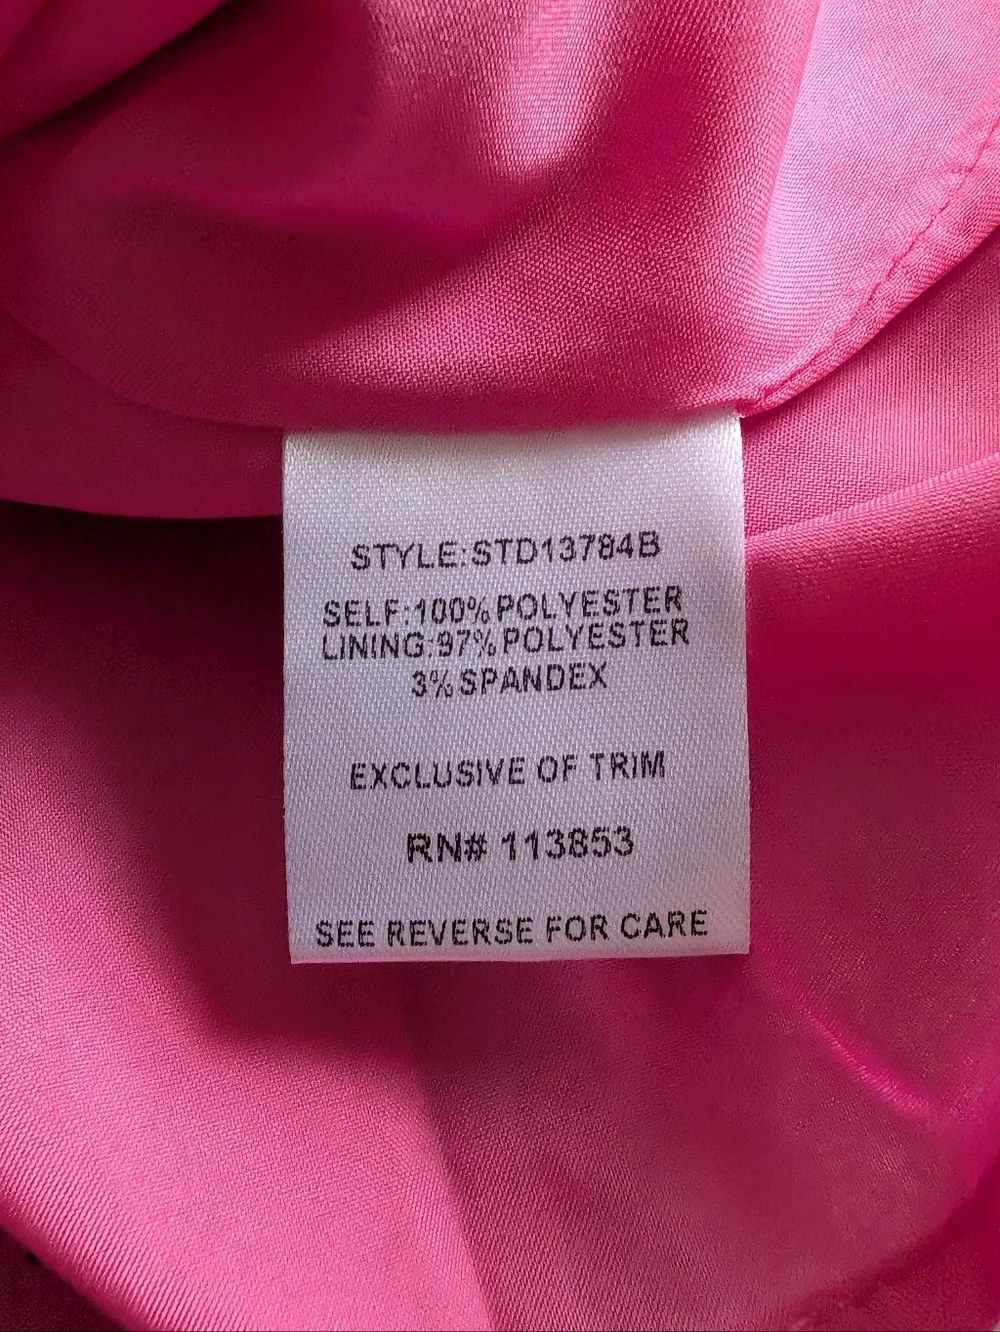 STYLE:STD13784B
SELF:100% POLYESTER
LINING:97% POLYESTER
3% SPANDEX
EXCLUSIVE OF TRIM
RN# 113853
SEE REVERSE FOR CARE